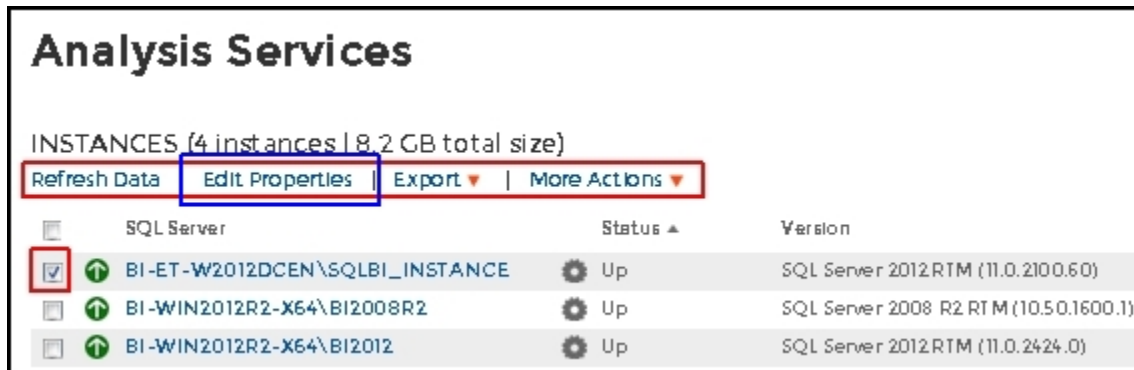 Analysis Services
INSTANCES (4 instances | 8.2 GB total size)
Refresh Data Edit Properties | Export ▼ | More Actions ▼
SQL Server Status ▲ Version
BI-ET-W2012DCEN\SQLBI_INSTANCE Up SQL Server 2012 RTM (11.0.2100.60)
BI-WIN2012R2-X64\BI2008R2 Up SQL Server 2008 R2 RTM (10.50.1600.1)
BI-WIN2012R2-X64\BI2012 Up SQL Server 2012 RTM (11.0.2424.0)